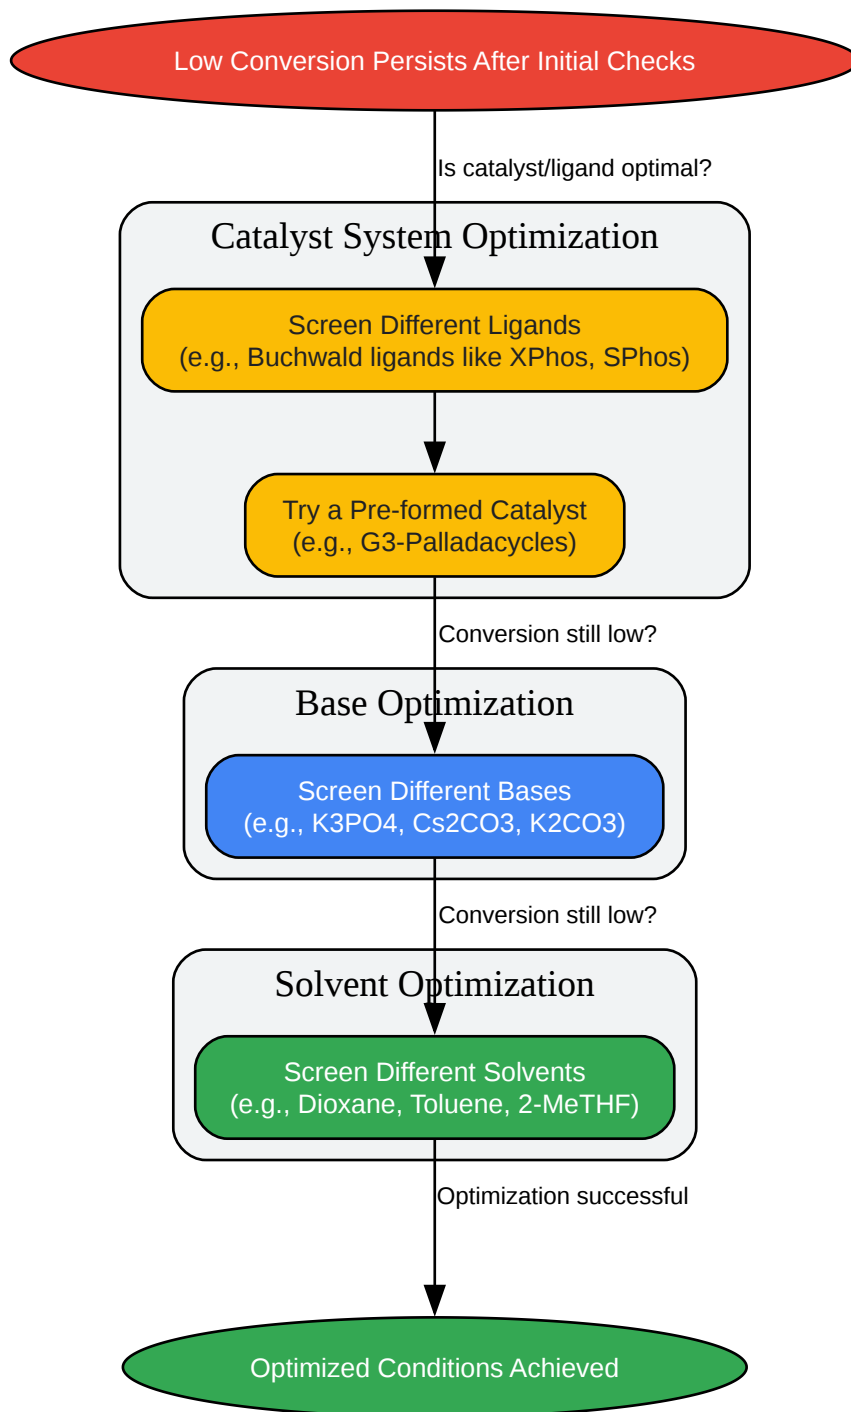 Low Conversion Persists After Initial Checks
Is catalyst/ligand optimal?
Catalyst System Optimization
Screen Different Ligands
(e.g., Buchwald ligands like XPhos, SPhos)
Try a Pre-formed Catalyst
(e.g., G3-Palladacycles)
Conversion still low?
Base Optimization
Screen Different Bases
(e.g., K3PO4, Cs2CO3, K2CO3)
Conversion still low?
Solvent Optimization
Screen Different Solvents
(e.g., Dioxane, Toluene, 2-MeTHF)
Optimization successful
Optimized Conditions Achieved